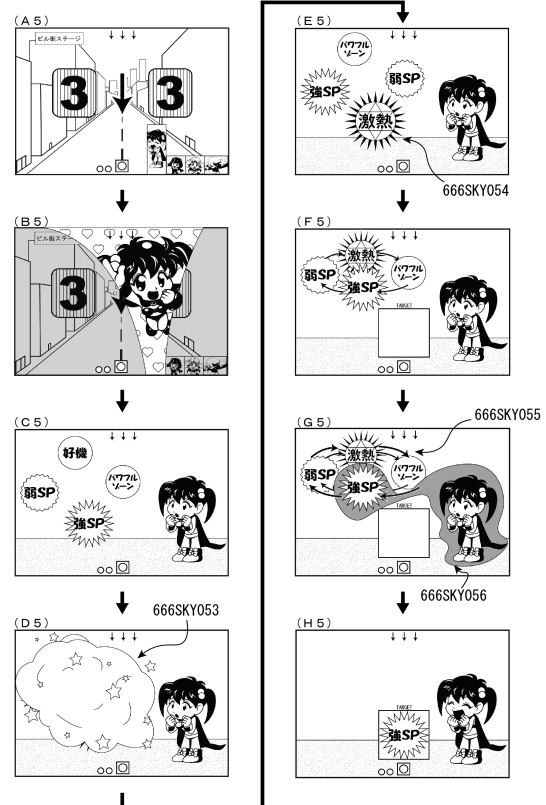 (A5)
ビル街ステージ
↓ ↓ ↓
3
3
(B5)
ビル街ステー
3
(C5)
↓ ↓ ↓
好機
パワフル
ゾーン
弱SP
強SP
(D5)
↓ ↓ ↓
666SKY053
(E5)
↓ ↓ ↓
パワフル
ゾーン
弱SP
強SP
激熱
666SKY054
(F5)
↓ ↓ ↓
激熱
弱SP
パワフル
ゾーン
強SP
TARGET
(G5)
↓ ↓ ↓
666SKY055
激熱
弱SP
パワフル
ゾーン
強SP
TARGET
666SKY056
(H5)
↓ ↓ ↓
TARGET
強SP